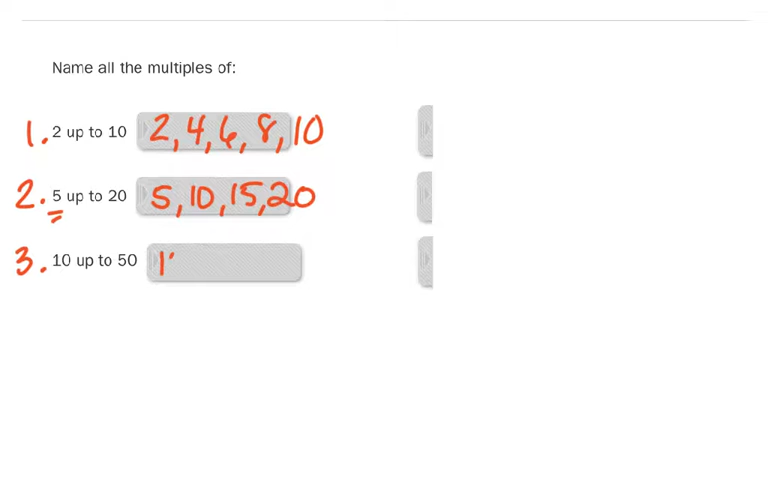 Name all the multiples of:
1. 2 up to 10 2, 4, 6, 8, 10
2. 5 up to 20 5, 10, 15, 20
3. 10 up to 50 1